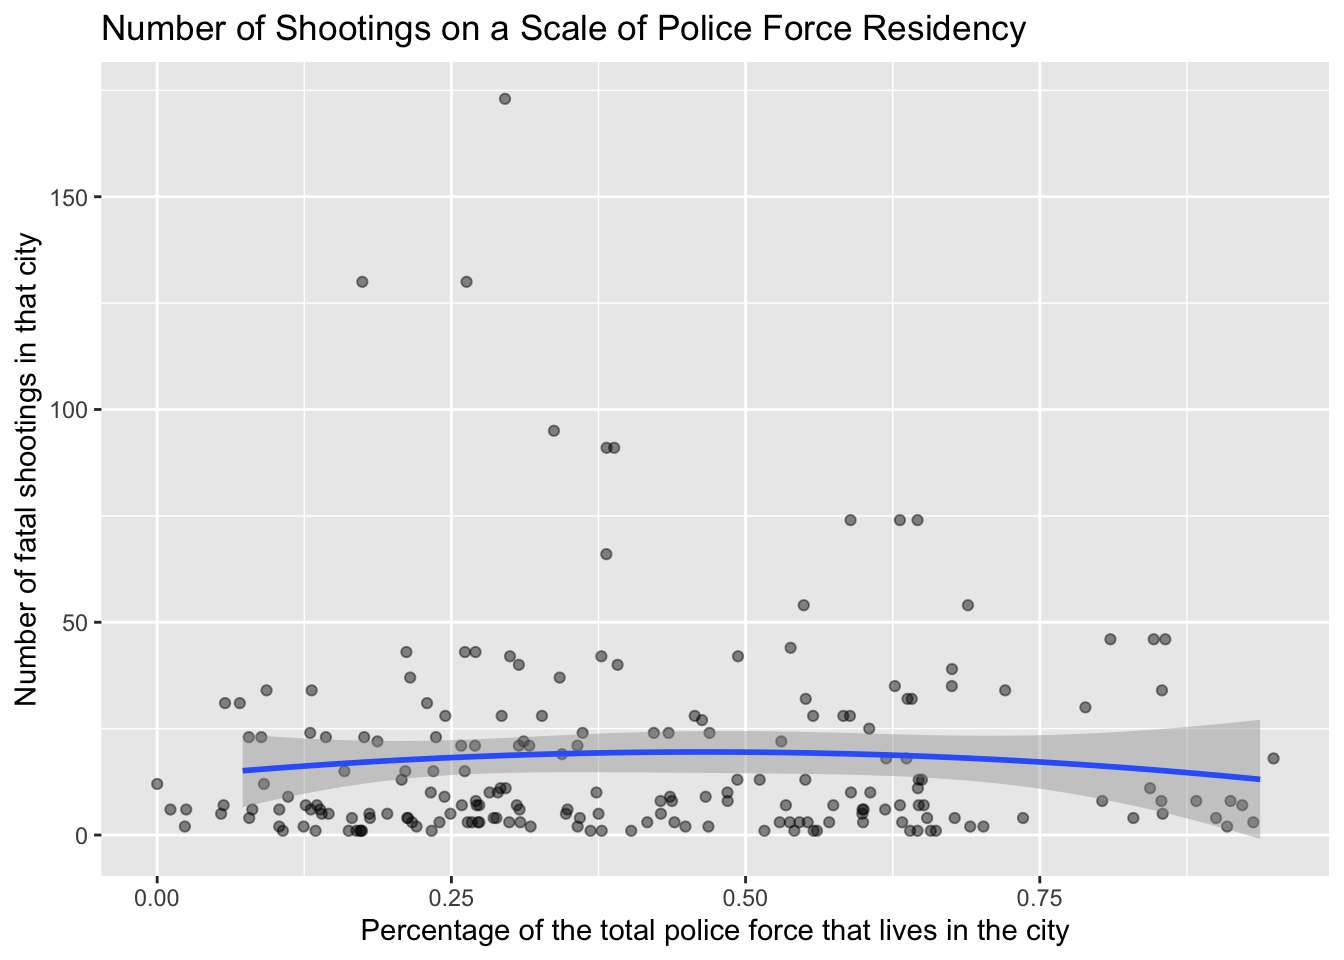 Number of Shootings on a Scale of Police Force Residency
Number of fatal shootings in that city
150
100
50
0
0.00 0.25 0.50 0.75
Percentage of the total police force that lives in the city